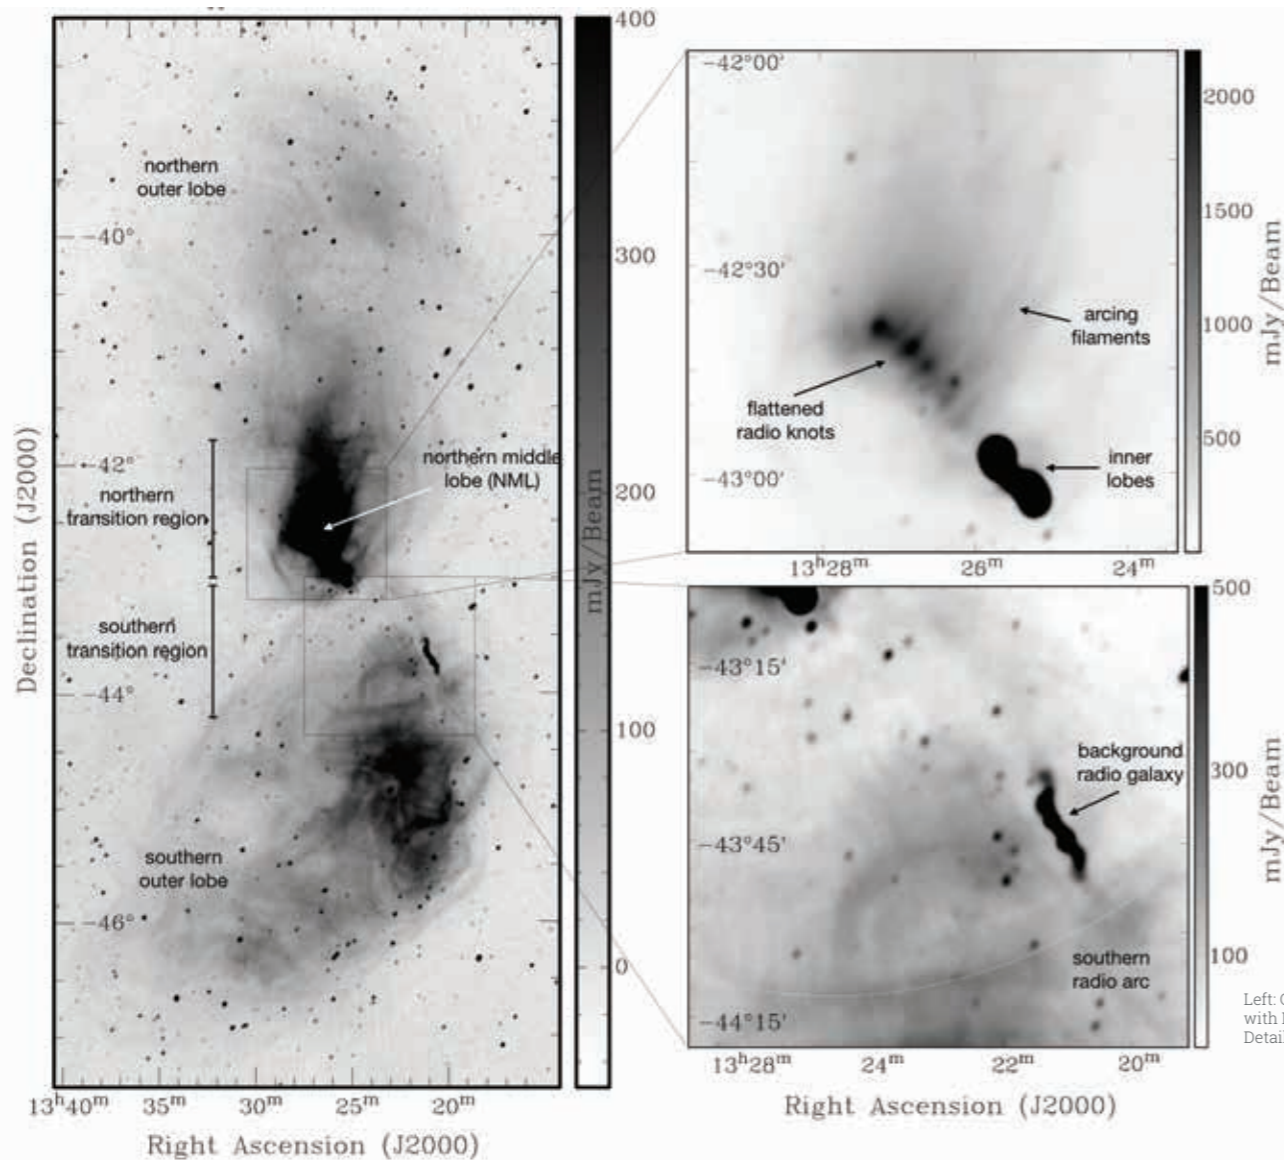 400
300
200
100
0
mJy/Beam
northern
outer lobe
−40°
−42°
northern middle
lobe (NML)
northern
transition region
southern
transition region
−44°
southern
outer lobe
−46°
Declination (J2000)
13ʰ40ᵐ 35ᵐ 30ᵐ 25ᵐ 20ᵐ
Right Ascension (J2000)
−42°00'
−42°30'
−43°00'
arcing
filaments
flattened
radio knots
inner
lobes
13ʰ28ᵐ 26ᵐ 24ᵐ
2000
1500
1000
500
mJy/Beam
−43°15'
−43°45'
−44°15'
background
radio galaxy
southern
radio arc
13ʰ28ᵐ 24ᵐ 22ᵐ 20ᵐ
Right Ascension (J2000)
500
300
100
mJy/Beam
Left:
with
Detail